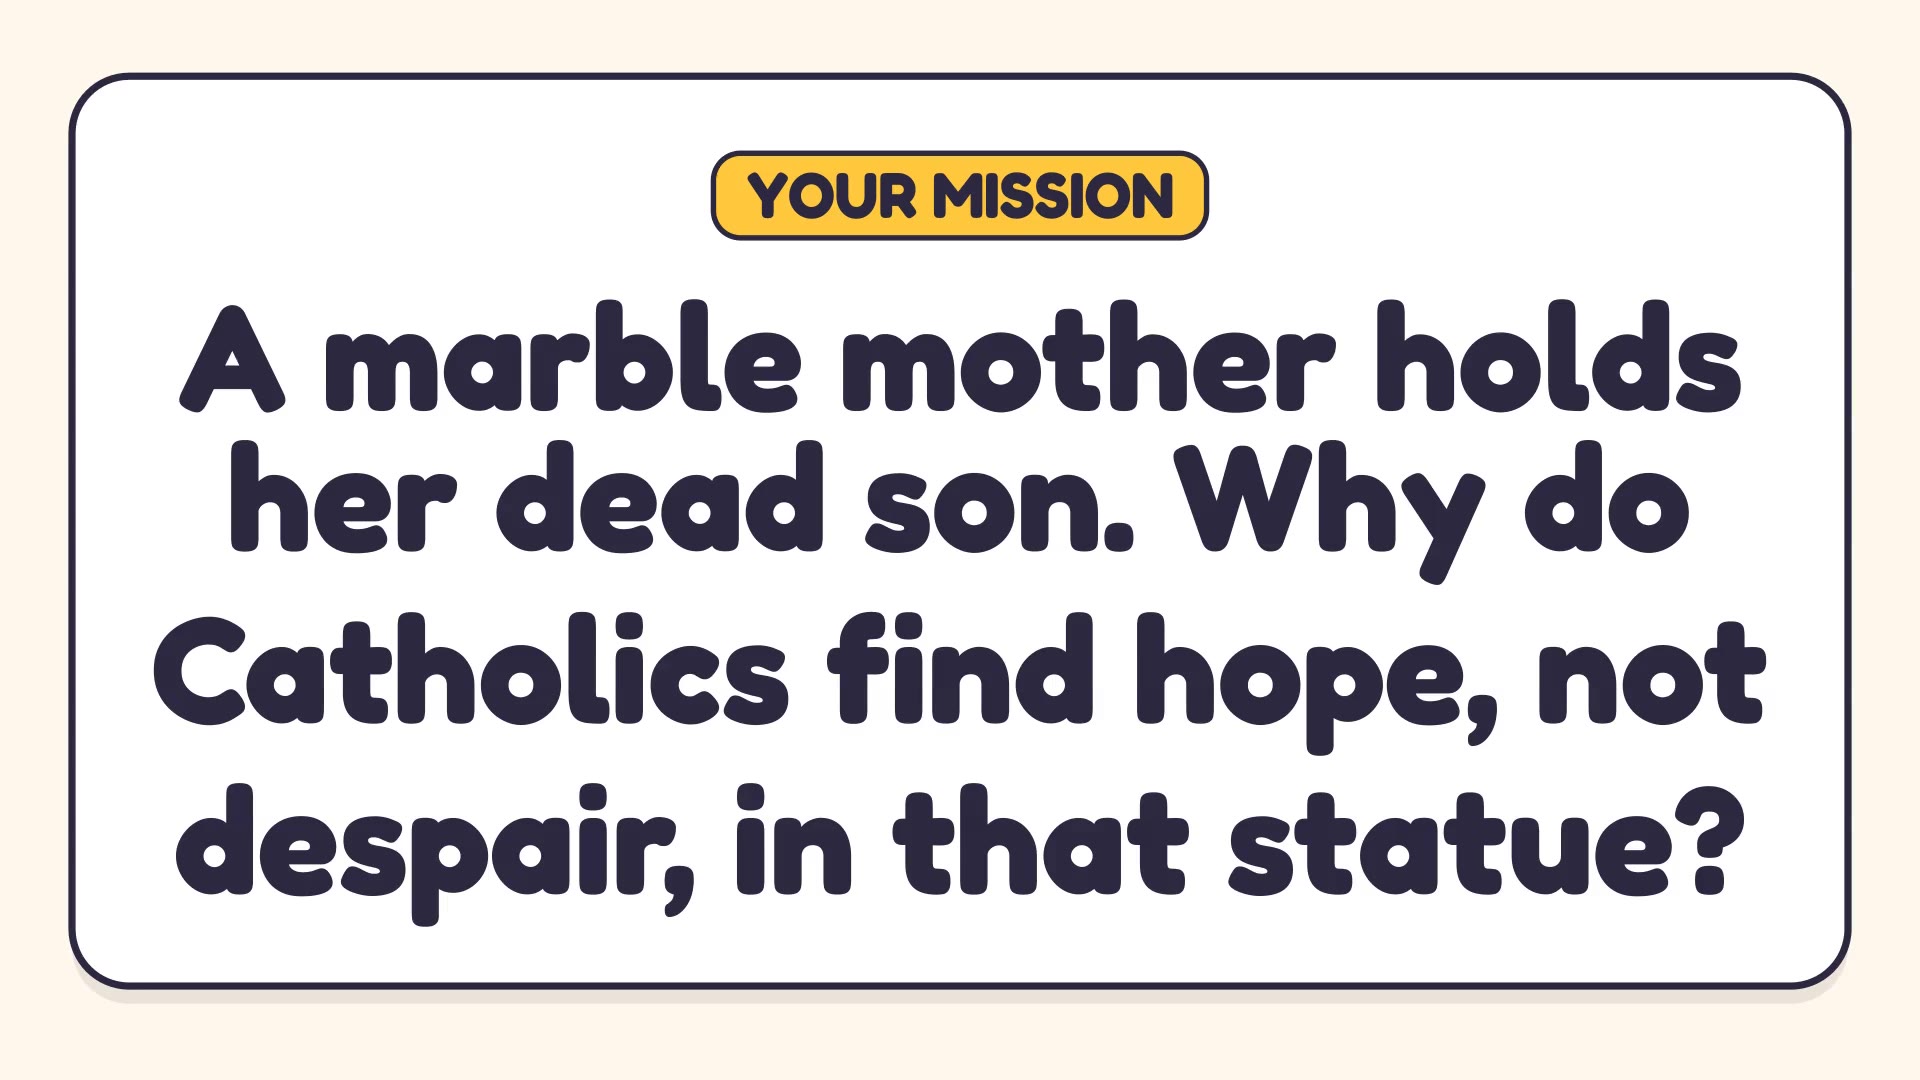 YOUR MISSION
A marble mother holds
her dead son. Why do
Catholics find hope, not
despair, in that statue?